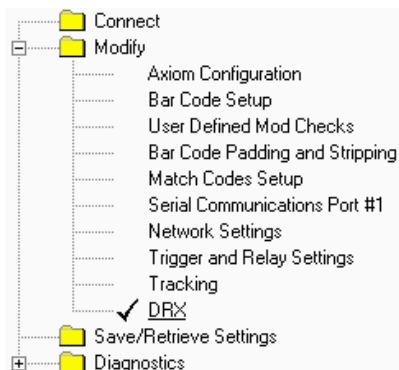 Connect
Modify
Axiom Configuration
Bar Code Setup
User Defined Mod Checks
Bar Code Padding and Stripping
Match Codes Setup
Serial Communications Port #1
Network Settings
Trigger and Relay Settings
Tracking
DRX
Save/Retrieve Settings
Diagnostics